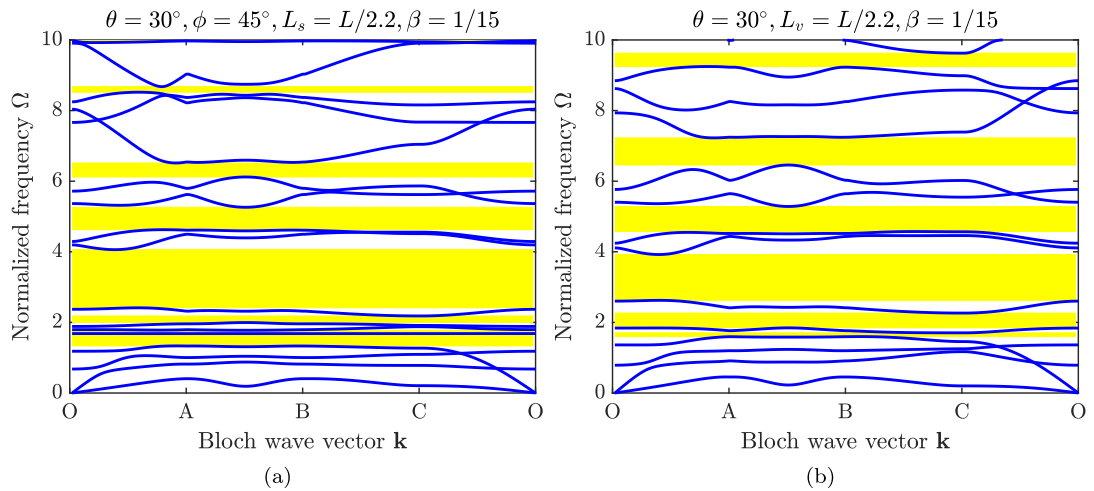 θ = 30°, ϕ = 45°, L_s = L/2.2, β = 1/15
10
8
6
4
2
0
Normalized frequency Ω
O A B C O
Bloch wave vector k
(a)
θ = 30°, L_v = L/2.2, β = 1/15
10
8
6
4
2
0
Normalized frequency Ω
O A B C O
Bloch wave vector k
(b)